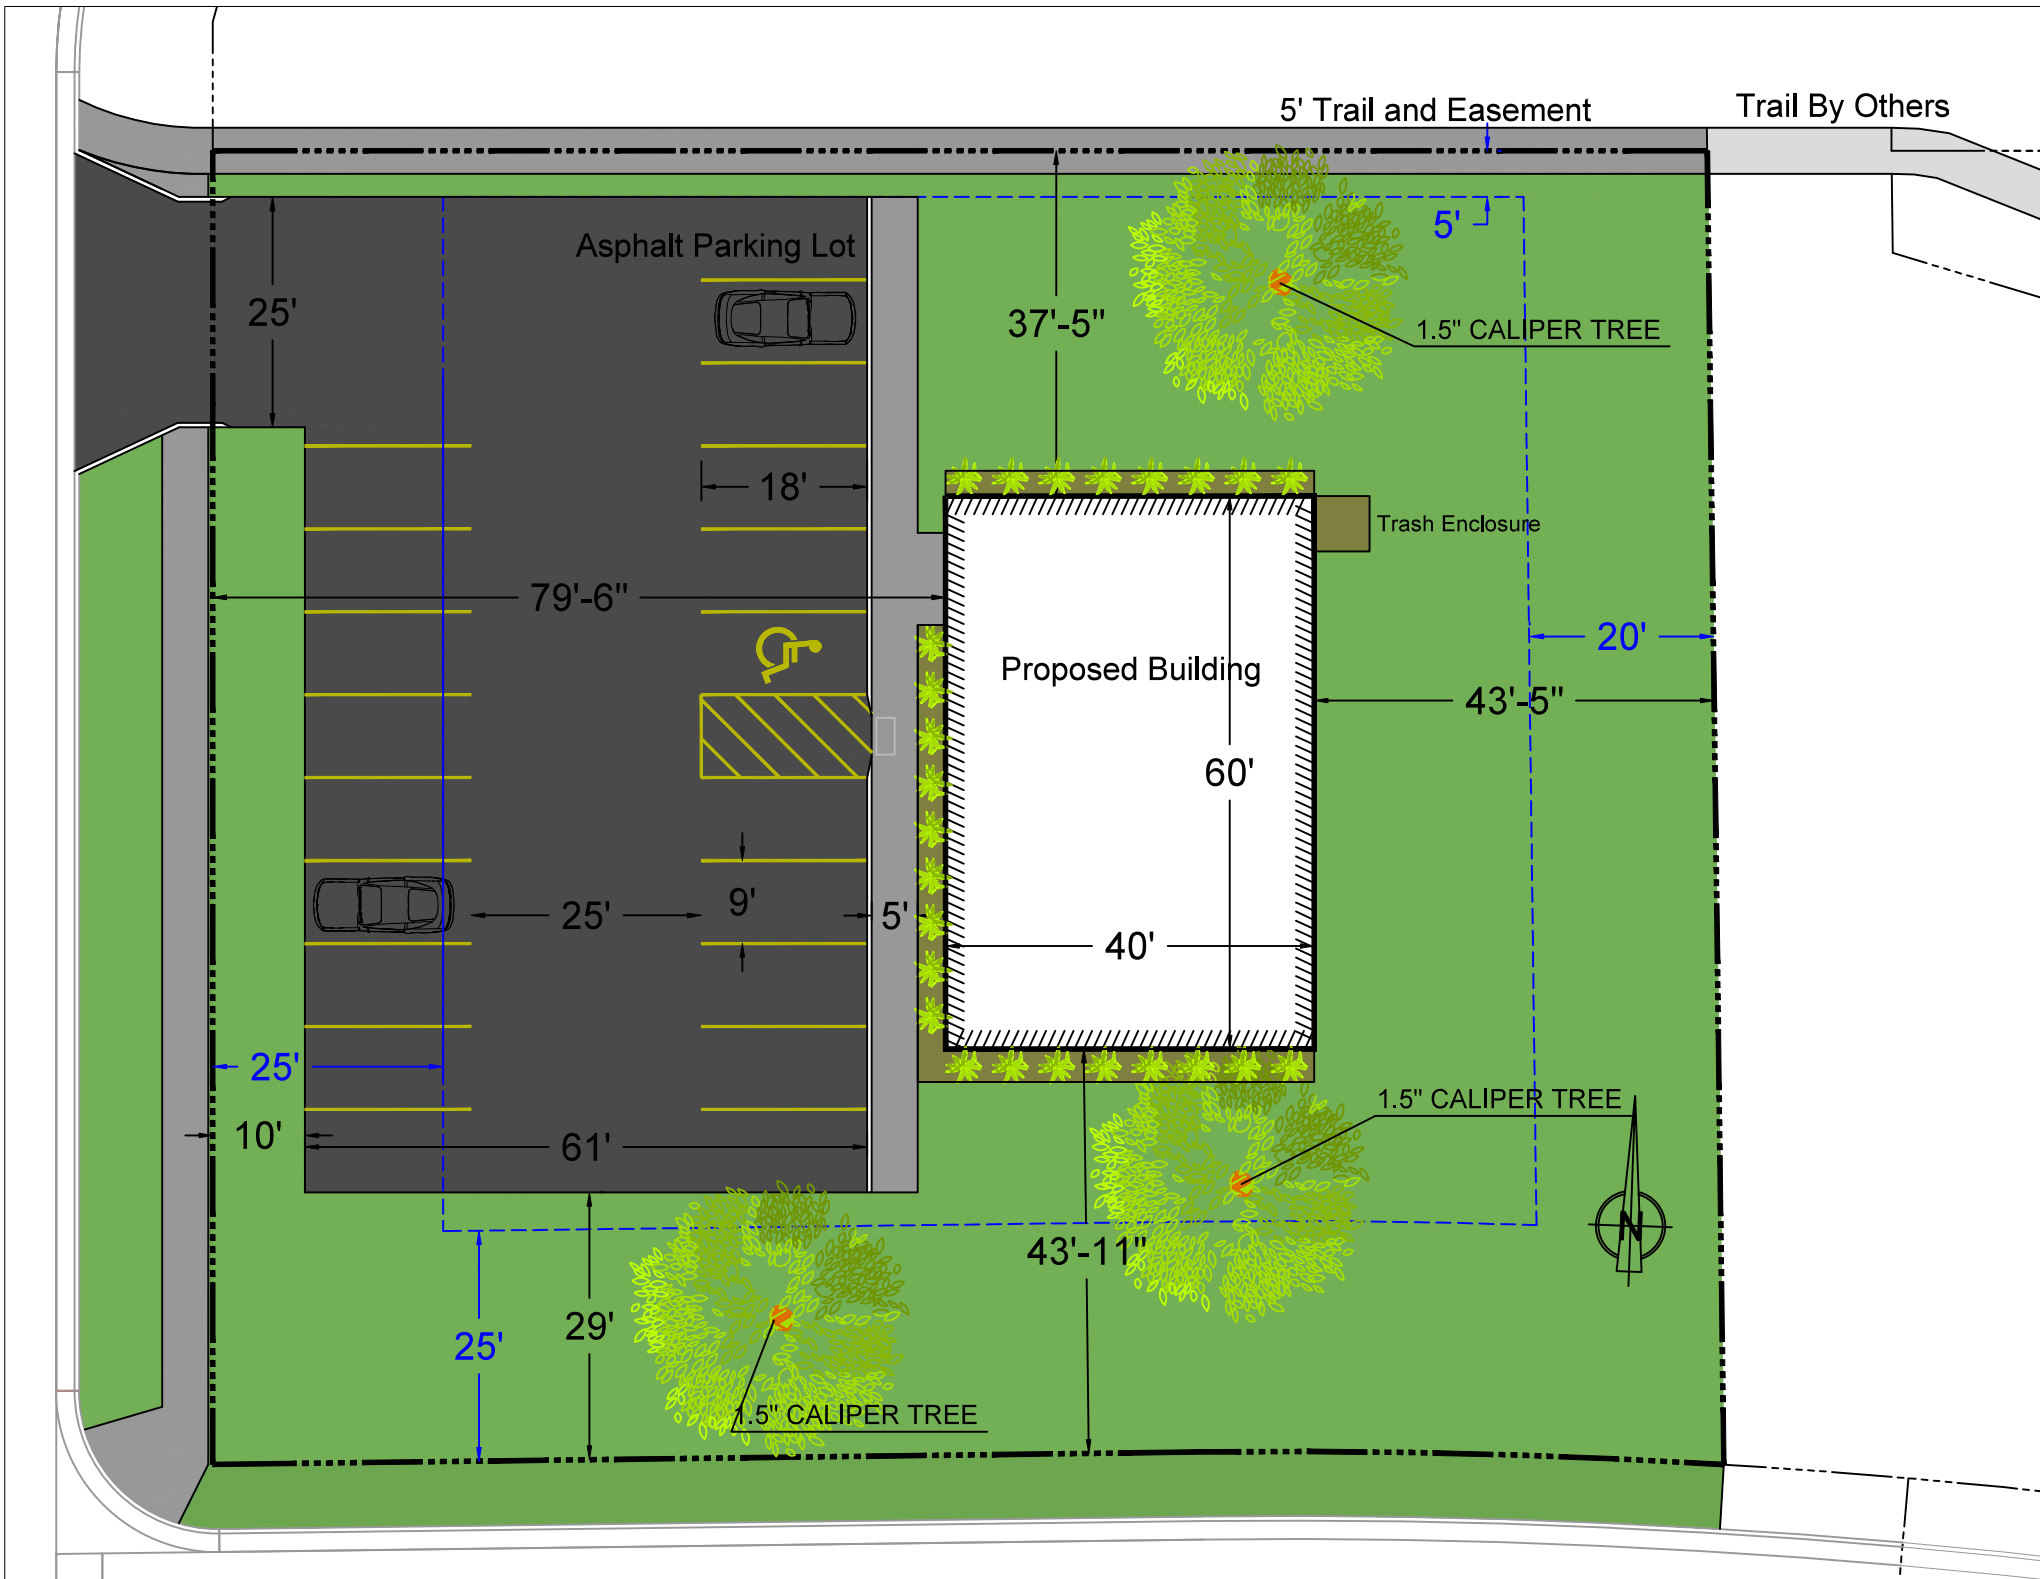 5' Trail and Easement
Trail By Others
5'
Asphalt Parking Lot
25'
37'-5"
1.5" CALIPER TREE
18'
Trash Enclosure
79'-6"
20'
Proposed Building
43'-5"
60'
9'
25'
5'
40'
25'
1.5" CALIPER TREE
10'
61'
N
43'-11"
29'
25'
1.5" CALIPER TREE